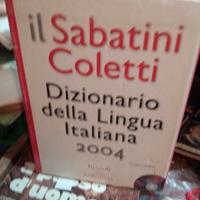 il Sabatini
Coletti
Dizionario
della Lingua
Italiana
2004